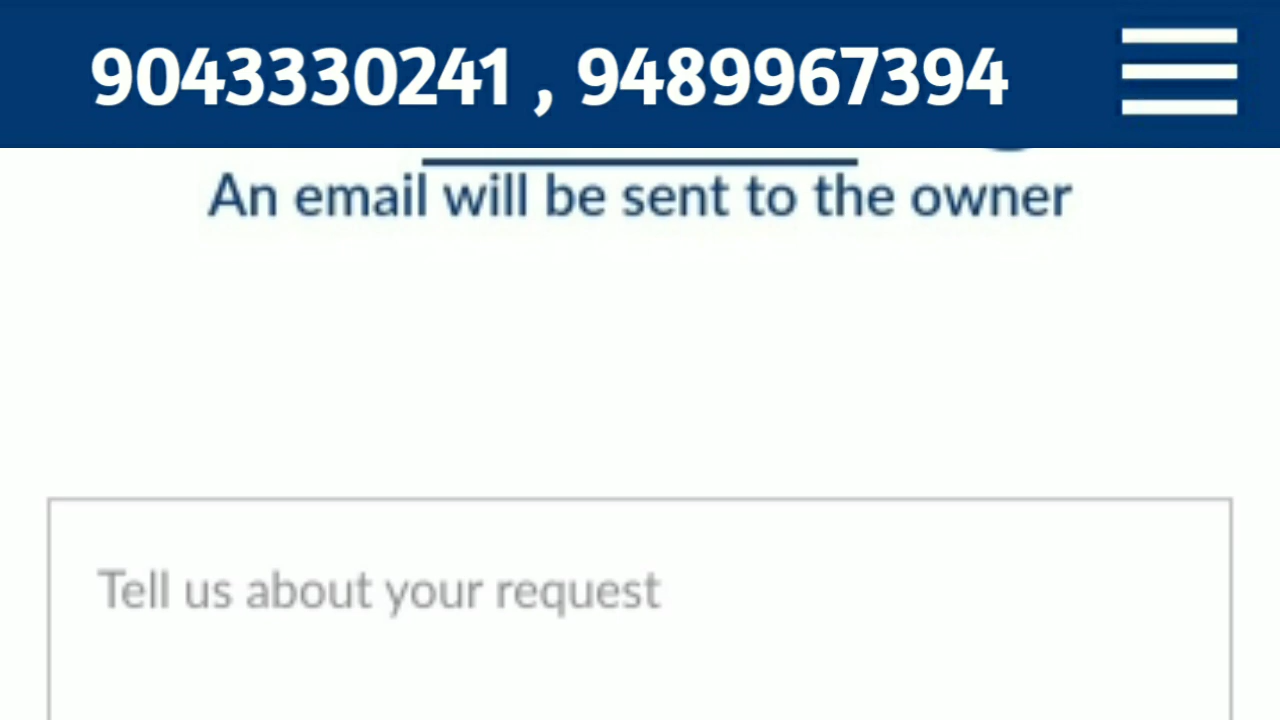 9043330241 , 9489967394
An email will be sent to the owner
Tell us about your request